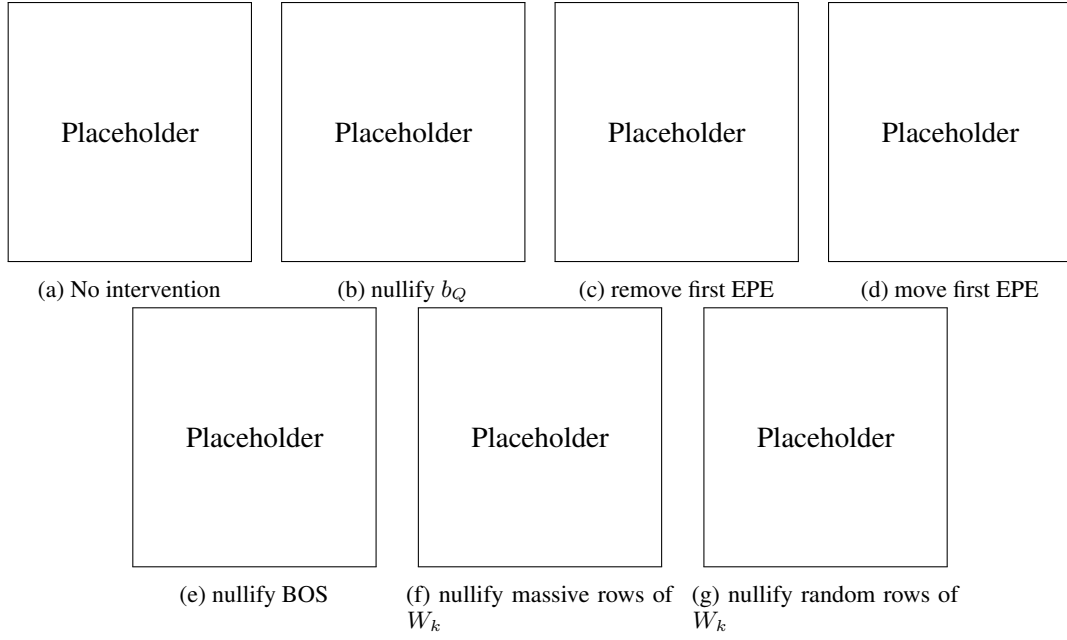 Placeholder Placeholder Placeholder Placeholder
(a) No intervention (b) nullify b_Q (c) remove first EPE (d) move first EPE
Placeholder Placeholder Placeholder
(e) nullify BOS (f) nullify massive rows of (g) nullify random rows of
W_k W_k